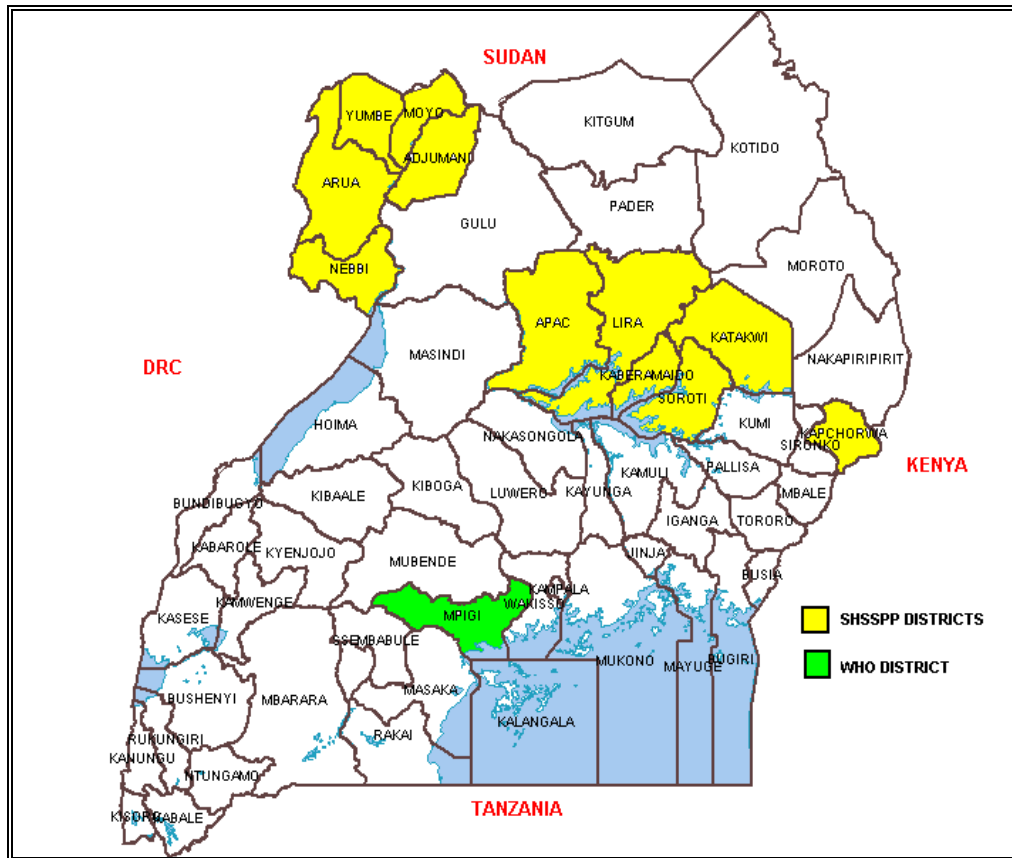 SUDAN
YUMBE
MOYO
KITGUM
KOTIDO
ADJUMANI
ARUA
PADER
GULU
NEBBI
MOROTO
APAC
LIRA
KATAKWI
MASINDI
NAKAPIRIPIRIT
DRC
KABERAMAIDO
SOROTI
HOIMA
KUMI
KAPCHORWA
NAKASONGOLA
SIRONKO
KENYA
KAMULI
PALLISA
KIBOGA
LUWERO
KAYUNGA
KIBAALE
MBALE
BUNDIBUGYO
IGANGA
TORORO
KABAROLE
KYENJOJO
MUBENDE
JINJA
BUSIA
KAMPALA
KAMWENGE
WAKISSO
MPIGI
KASESE
SHSSPP DISTRICTS
SSEMBABULE
MUKONO
MAYUGE
BUGIRI
WHO DISTRICT
MASAKA
BUSHENYI
MBARARA
KALANGALA
RAKAI
RUKUNGIRI
KANUNGU
NTUNGAMO
TANZANIA
KISORO
KABALE